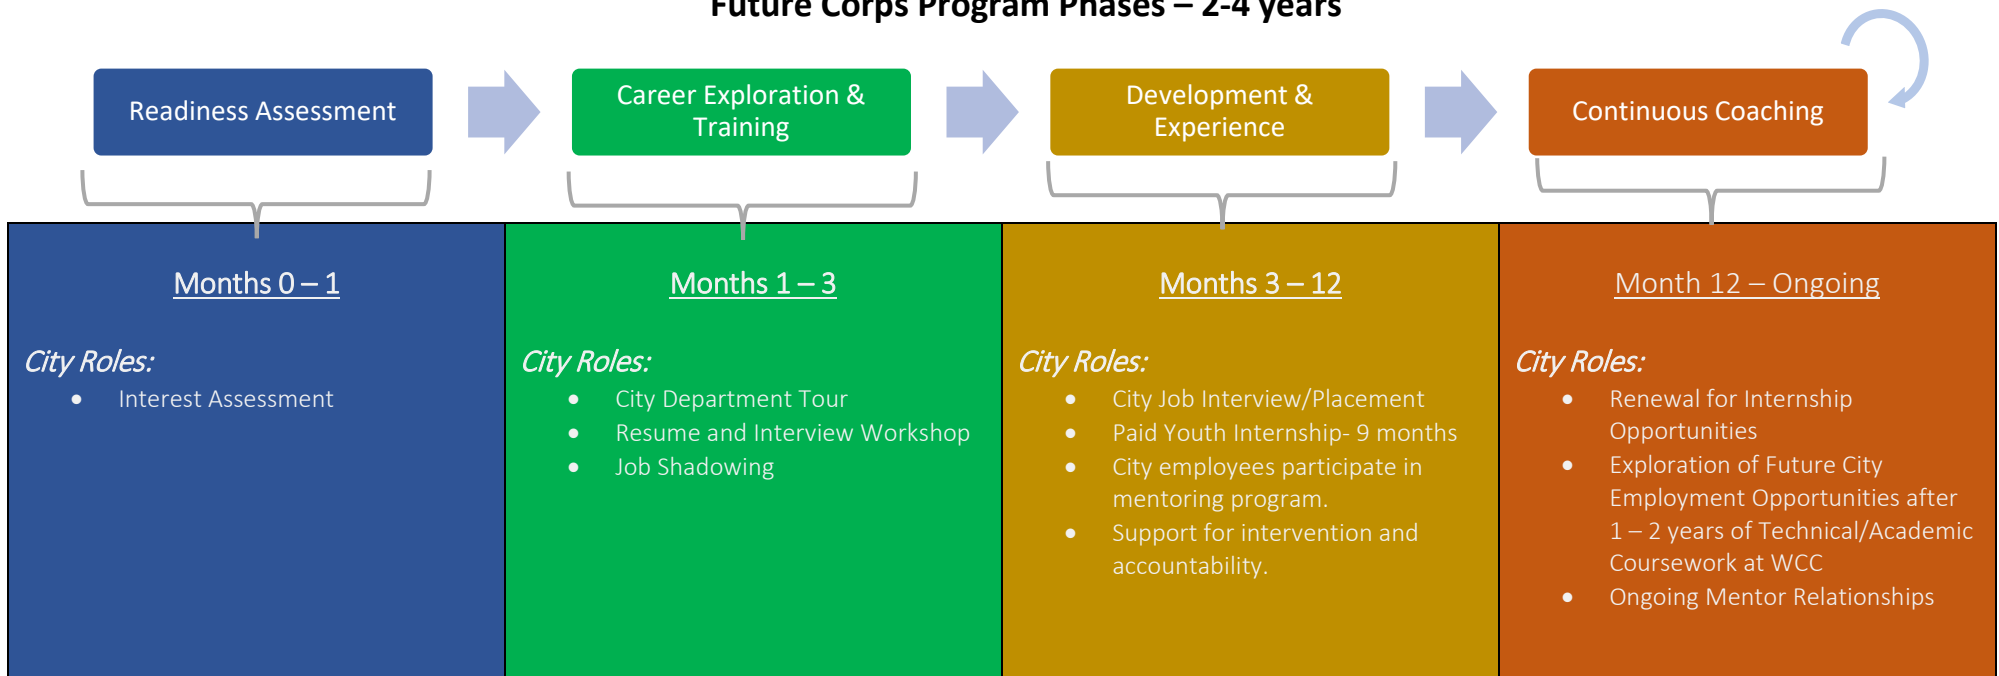 Future Corps Program Phases – 2-4 years
Readiness Assessment
Career Exploration &
Training
Development &
Experience
Continuous Coaching
Months 0 – 1
City Roles:
• Interest Assessment
Months 1 – 3
City Roles:
• City Department Tour
• Resume and Interview Workshop
• Job Shadowing
Months 3 – 12
City Roles:
• City Job Interview/Placement
• Paid Youth Internship- 9 months
• City employees participate in
mentoring program.
• Support for intervention and
accountability.
Month 12 – Ongoing
City Roles:
• Renewal for Internship
Opportunities
• Exploration of Future City
Employment Opportunities after
1 – 2 years of Technical/Academic
Coursework at WCC
• Ongoing Mentor Relationships